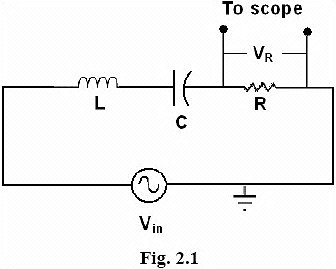 To scope
V_R
L
C
R
V_in
Fig. 2.1